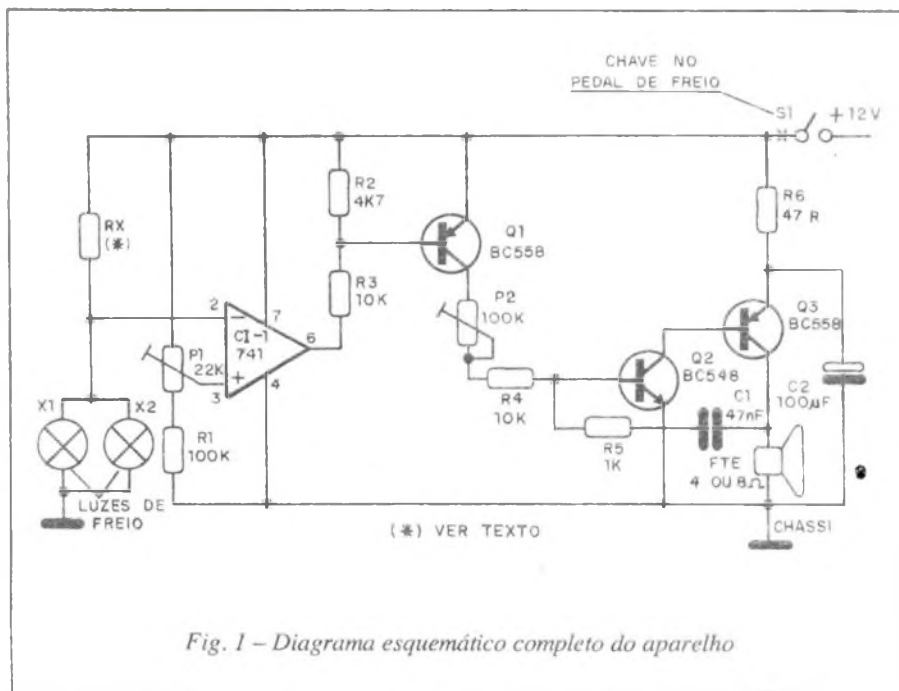 CHAVE NO
PEDAL DE FREIO
S1
+12V
R2
4K7
R6
47 R
RX
(*)
Q1
BC558
R3
10K
P2
100K
Q3
BC558
2
7
CI-1
741
6
P1
22K
3
4
Q2
BC548
C1
47nF
C2
100µF
X1
X2
R4
10K
R1
100K
R5
1K
FTE
4 OU 8Ω
LUZES DE
FREIO
(*) VER TEXTO
CHASSI
Fig. 1 – Diagrama esquemático completo do aparelho